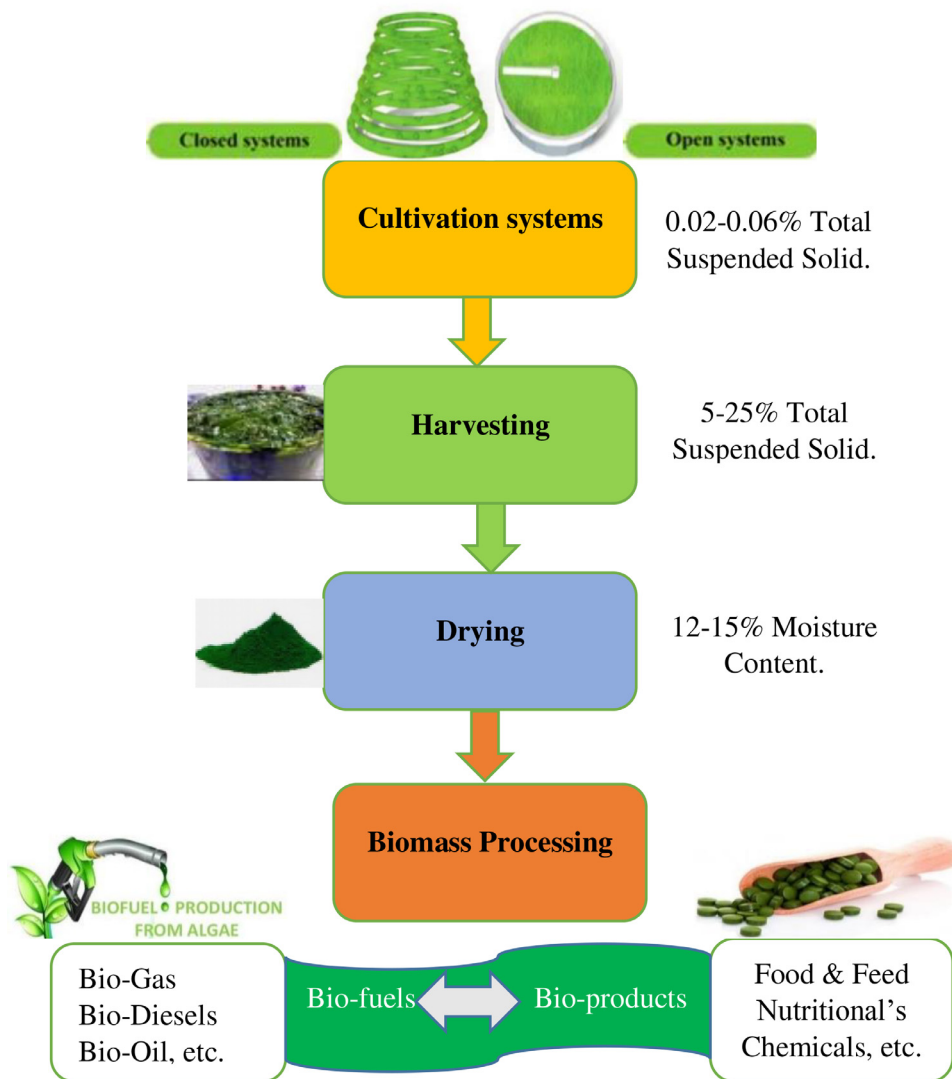 Closed systems
Open systems
Cultivation systems
0.02-0.06% Total
Suspended Solid.
Harvesting
5-25% Total
Suspended Solid.
Drying
12-15% Moisture
Content.
Biomass Processing
BIOFUEL PRODUCTION
FROM ALGAE
Bio-Gas
Bio-Diesels
Bio-Oil, etc.
Bio-fuels
Bio-products
Food & Feed
Nutritional’s
Chemicals, etc.